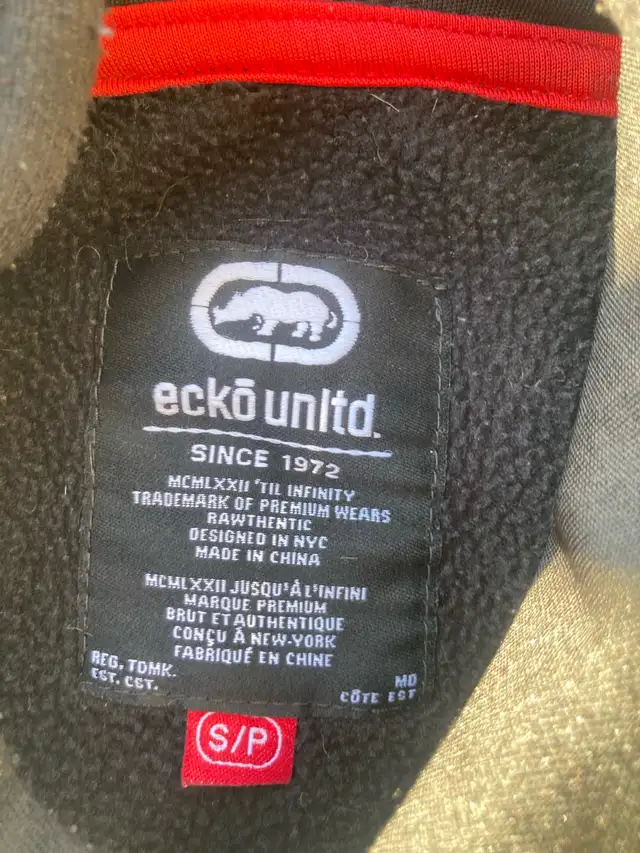 eckō unltd.
SINCE 1972
MCMLXXII 'TIL INFINITY
TRADEMARK OF PREMIUM WEARS
RAWTHENTIC
DESIGNED IN NYC
MADE IN CHINA
MCMLXXII JUSQU'À L'INFINI
MARQUE PREMIUM
BRUT ET AUTHENTIQUE
CONÇU À NEW-YORK
FABRIQUÉ EN CHINE
REG. TDMK.
EST. CST.
MD
CÔTE EST
S/P